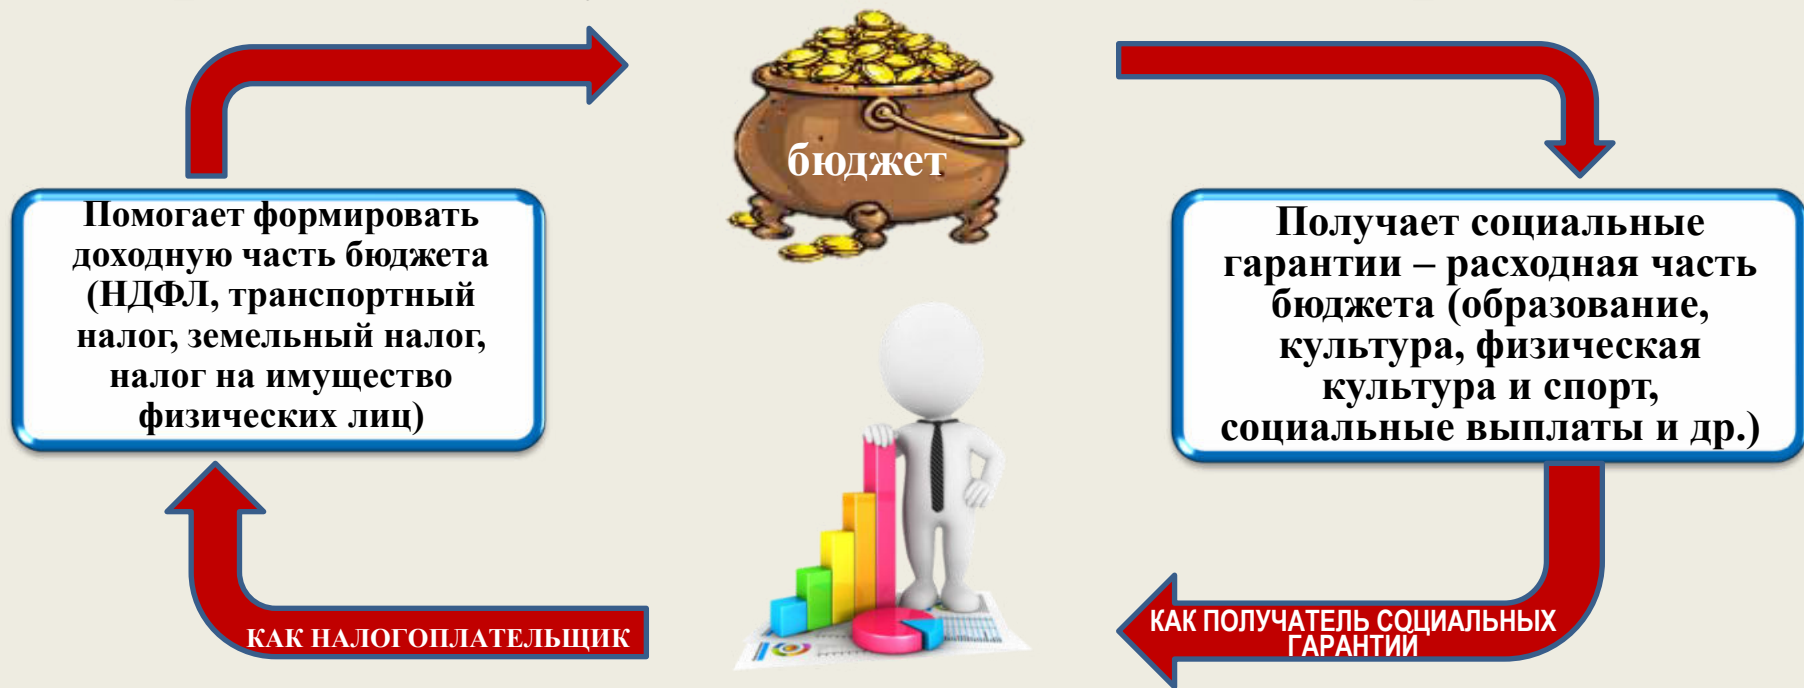 бюджет
Помогает формировать
доходную часть бюджета
(НДФЛ, транспортный
налог, земельный налог,
налог на имущество
физических лиц)
Получает социальные
гарантии – расходная часть
бюджета (образование,
культура, физическая
культура и спорт,
социальные выплаты и др.)
КАК НАЛОГОПЛАТЕЛЬЩИК
КАК ПОЛУЧАТЕЛЬ СОЦИАЛЬНЫХ
ГАРАНТИЙ